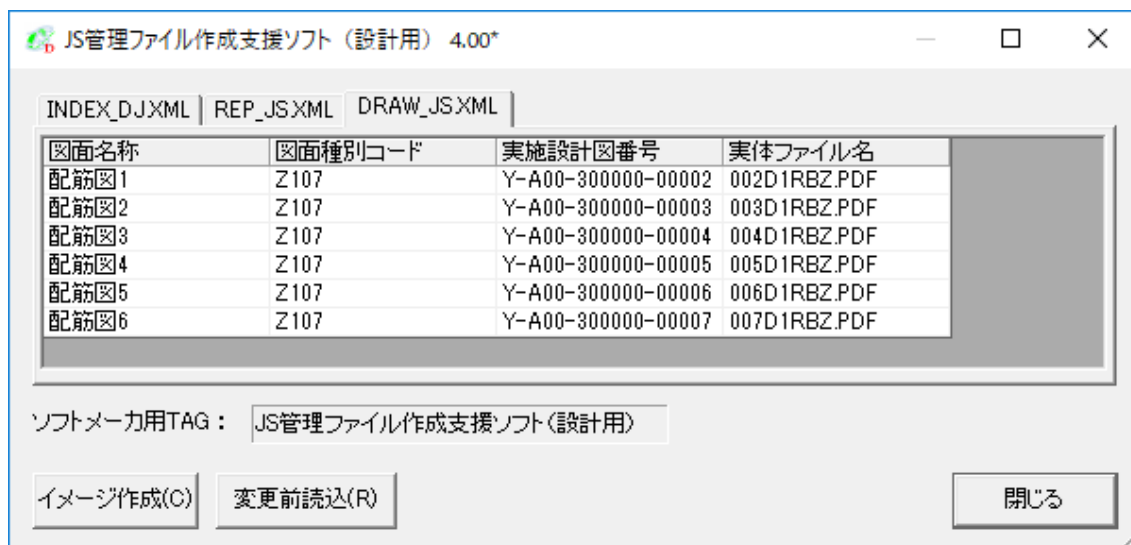 JS管理ファイル作成支援ソフト（設計用） 4.00*
INDEX_DJ.XML REP_JS.XML DRAW_JS.XML
図面名称 図面種別コード 実施設計図番号 実体ファイル名
配筋図1 Z107 Y-A00-300000-00002 002D1RBZ.PDF
配筋図2 Z107 Y-A00-300000-00003 003D1RBZ.PDF
配筋図3 Z107 Y-A00-300000-00004 004D1RBZ.PDF
配筋図4 Z107 Y-A00-300000-00005 005D1RBZ.PDF
配筋図5 Z107 Y-A00-300000-00006 006D1RBZ.PDF
配筋図6 Z107 Y-A00-300000-00007 007D1RBZ.PDF
ソフトメーカ用TAG： JS管理ファイル作成支援ソフト(設計用)
イメージ作成(C) 変更前読込(R) 閉じる